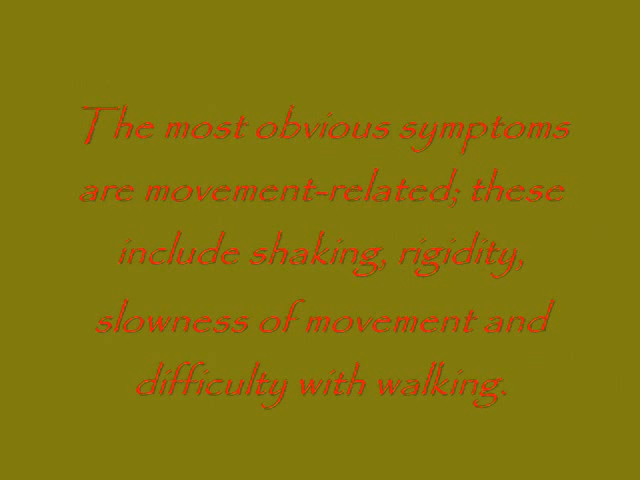 The most obvious symptoms
are movement-related; these
include shaking, rigidity,
slowness of movement and
difficulty with walking.